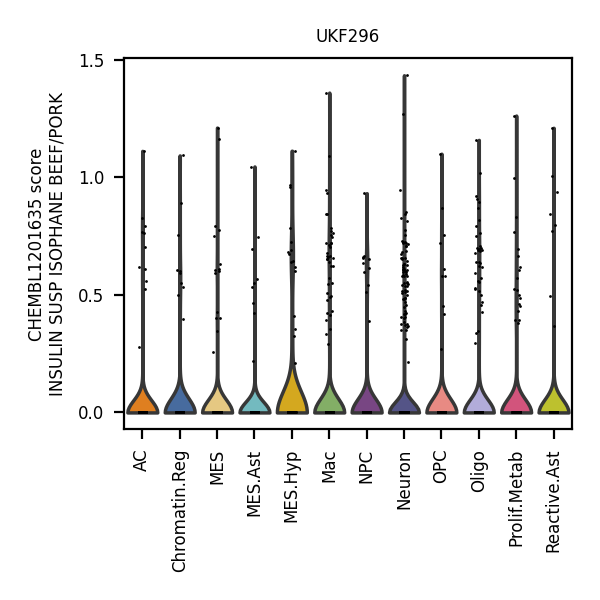 UKF296
CHEMBL1201635 score
INSULIN SUSP ISOPHANE BEEF/PORK
1.5
1.0
0.5
0.0
AC
Chromatin.Reg
MES
MES.Ast
MES.Hyp
Mac
NPC
Neuron
OPC
Oligo
Prolif.Metab
Reactive.Ast